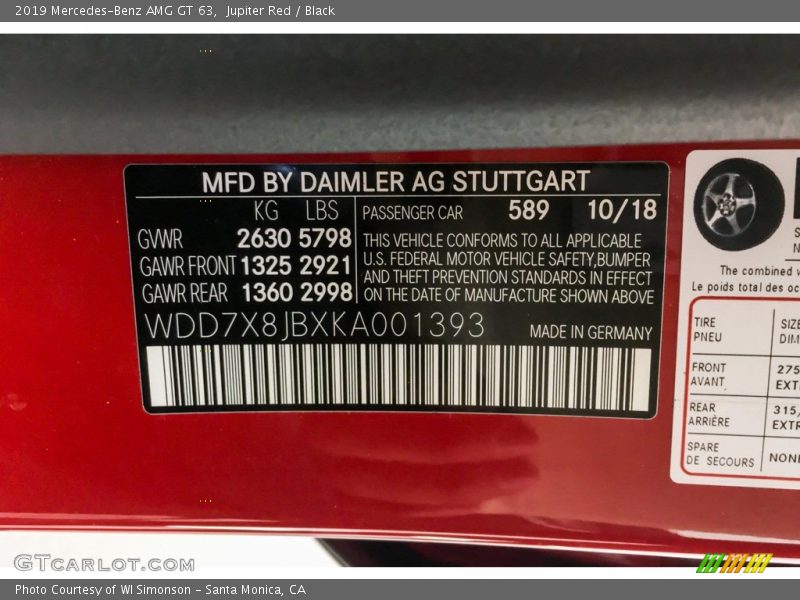 2019 Mercedes-Benz AMG GT 63, Jupiter Red / Black
MFD BY DAIMLER AG STUTTGART
KG LBS
GVWR 2630 5798
GAWR FRONT 1325 2921
GAWR REAR 1360 2998
PASSENGER CAR 589 10/18
THIS VEHICLE CONFORMS TO ALL APPLICABLE
U.S. FEDERAL MOTOR VEHICLE SAFETY, BUMPER
AND THEFT PREVENTION STANDARDS IN EFFECT
ON THE DATE OF MANUFACTURE SHOWN ABOVE
WDD7X8JBXKA001393
MADE IN GERMANY
The combined
Le poids total des
TIRE
PNEU
FRONT
AVANT
275
REAR
ARRIÈRE
315
SPARE
DE SECOURS
NONE
GTCARLOT.COM
Photo Courtesy of WI Simonson - Santa Monica, CA